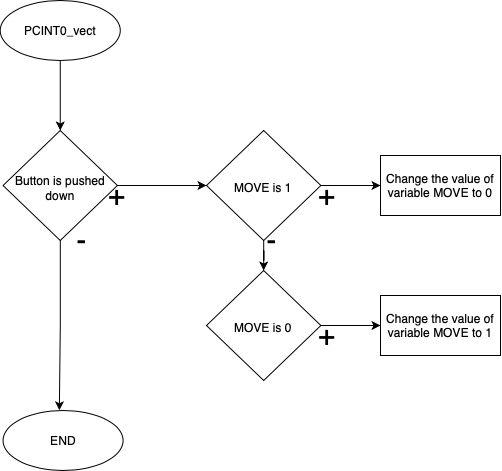 PCINT0_vect
Button is pushed
down
+
-
MOVE is 1
+
-
Change the value of
variable MOVE to 0
MOVE is 0
+
Change the value of
variable MOVE to 1
END